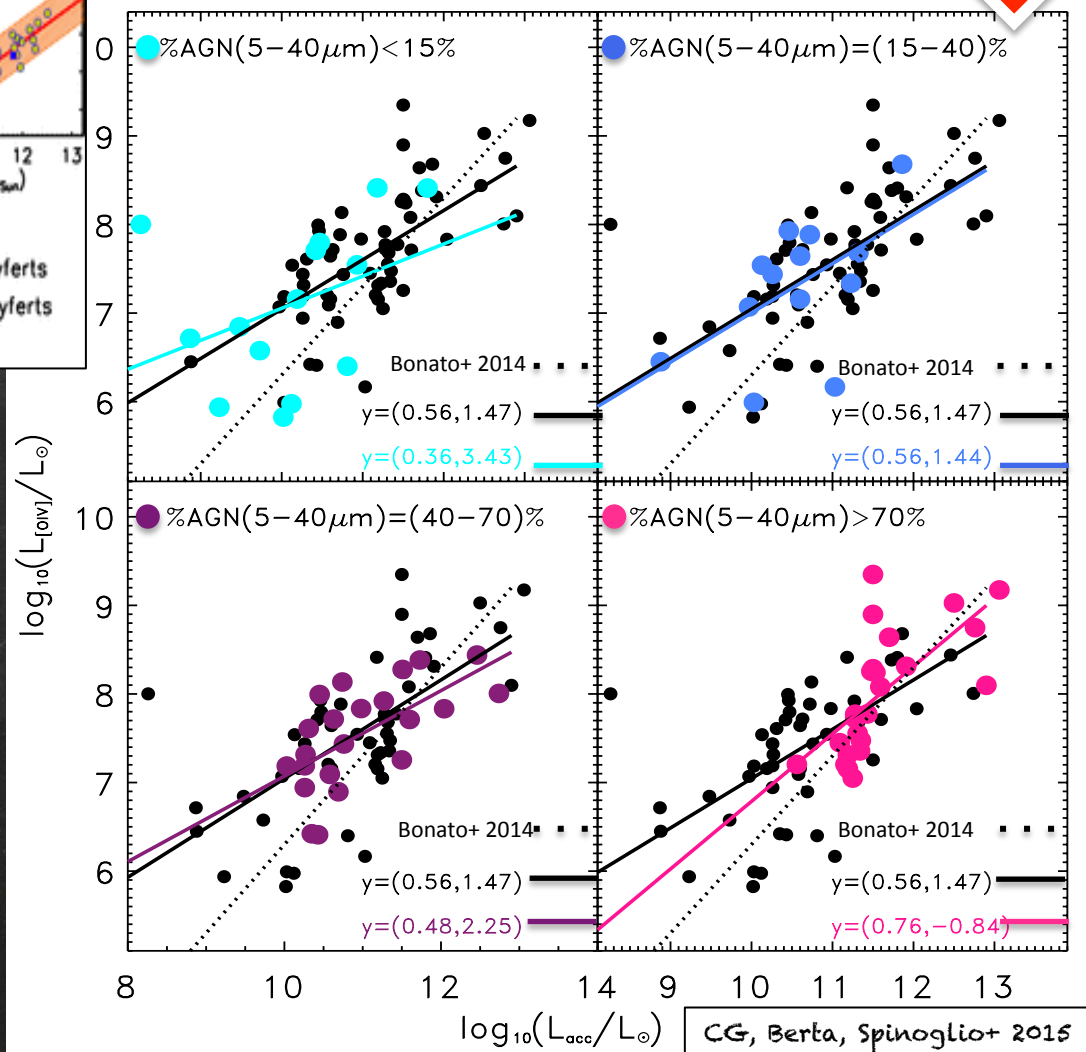 12 13
sun)
yferts
yferts
%AGN(5−40μm)<15%
%AGN(5−40μm)=(15−40)%
0
9
8
7
6
Bonato+ 2014
y=(0.56,1.47)
y=(0.36,3.43)
Bonato+ 2014
y=(0.56,1.47)
y=(0.56,1.44)
log₁₀(L[OIV]/L⊙)
%AGN(5−40μm)=(40−70)%
%AGN(5−40μm)>70%
10
9
8
7
6
Bonato+ 2014
y=(0.56,1.47)
y=(0.48,2.25)
Bonato+ 2014
y=(0.56,1.47)
y=(0.76,−0.84)
8 10 12 14 9 10 11 12 13
log₁₀(Lacc/L⊙)
CG, Berta, Spinoglio+ 2015